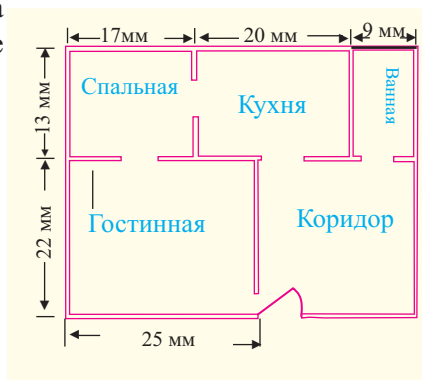 а
е
17мм 20 мм 9 мм
13 мм
Спальная
Кухня
Ванная
22 мм
Гостинная
Коридор
25 мм